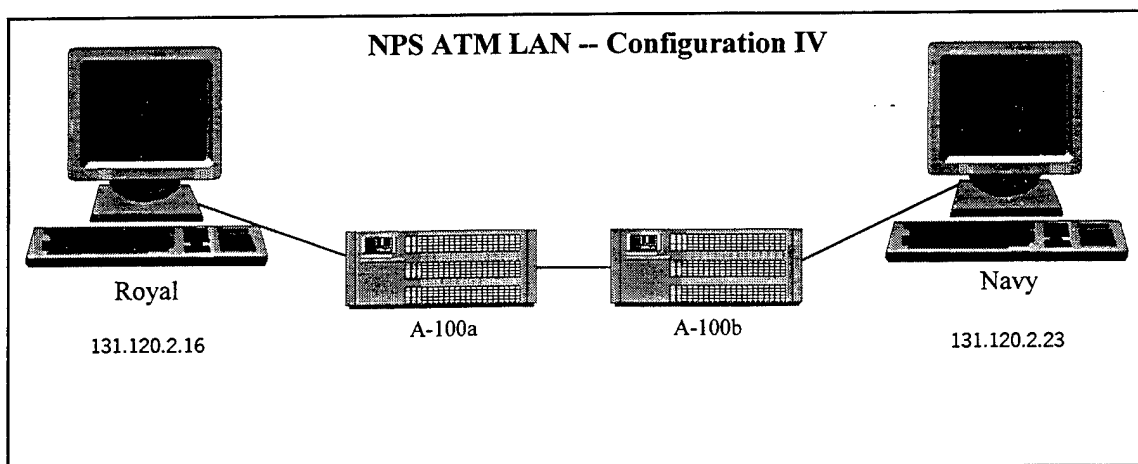 NPS ATM LAN -- Configuration IV
Royal
131.120.2.16
A-100a
A-100b
Navy
131.120.2.23